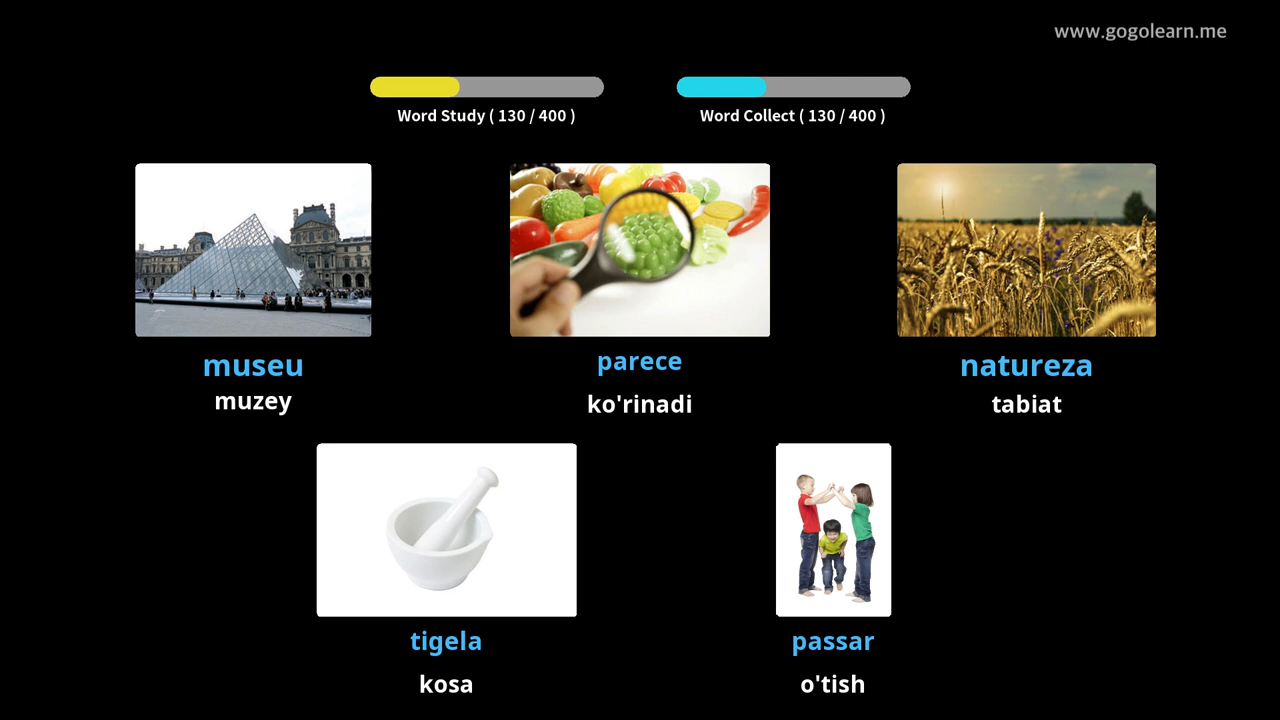 www.gogolearn.me
Word Study ( 130 / 400 )
Word Collect ( 130 / 400 )
museu
muzey
parece
ko'rinadi
natureza
tabiat
tigela
kosa
passar
o'tish